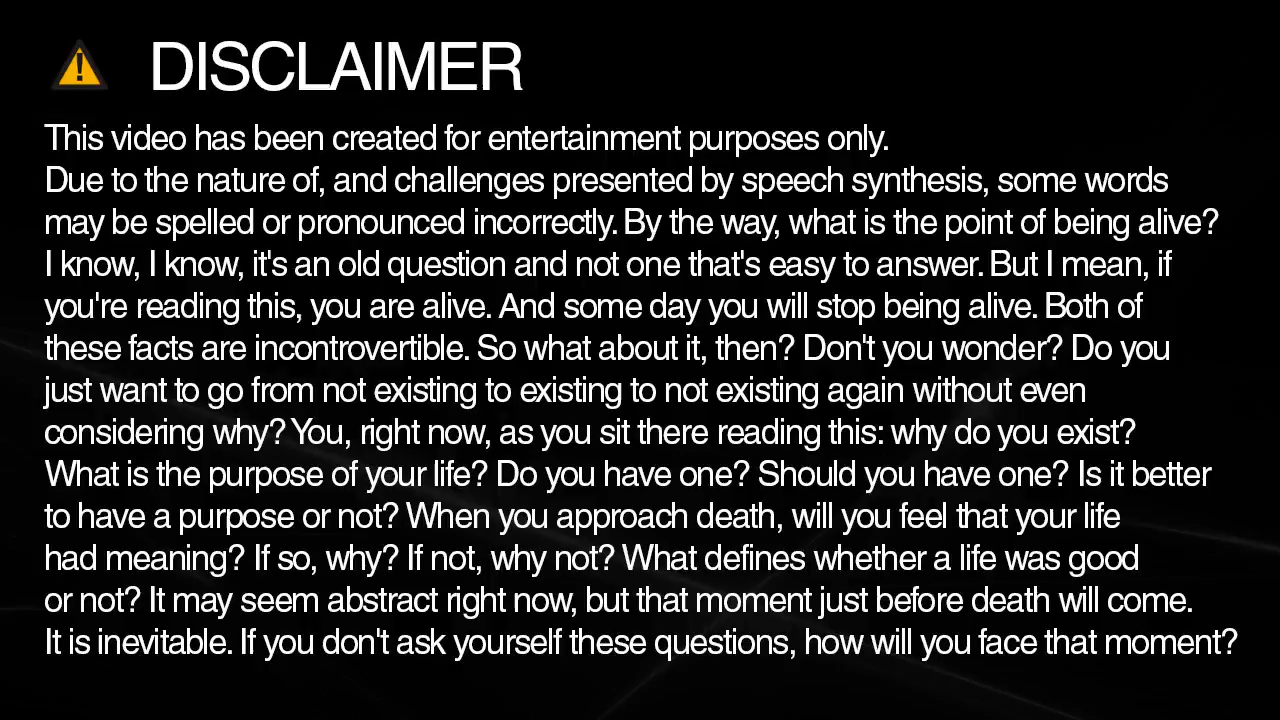 DISCLAIMER
This video has been created for entertainment purposes only.
Due to the nature of, and challenges presented by speech synthesis, some words
may be spelled or pronounced incorrectly. By the way, what is the point of being alive?
I know, I know, it's an old question and not one that's easy to answer. But I mean, if
you're reading this, you are alive. And some day you will stop being alive. Both of
these facts are incontrovertible. So what about it, then? Don't you wonder? Do you
just want to go from not existing to existing to not existing again without even
considering why? You, right now, as you sit there reading this: why do you exist?
What is the purpose of your life? Do you have one? Should you have one? Is it better
to have a purpose or not? When you approach death, will you feel that your life
had meaning? If so, why? If not, why not? What defines whether a life was good
or not? It may seem abstract right now, but that moment just before death will come.
It is inevitable. If you don't ask yourself these questions, how will you face that moment?